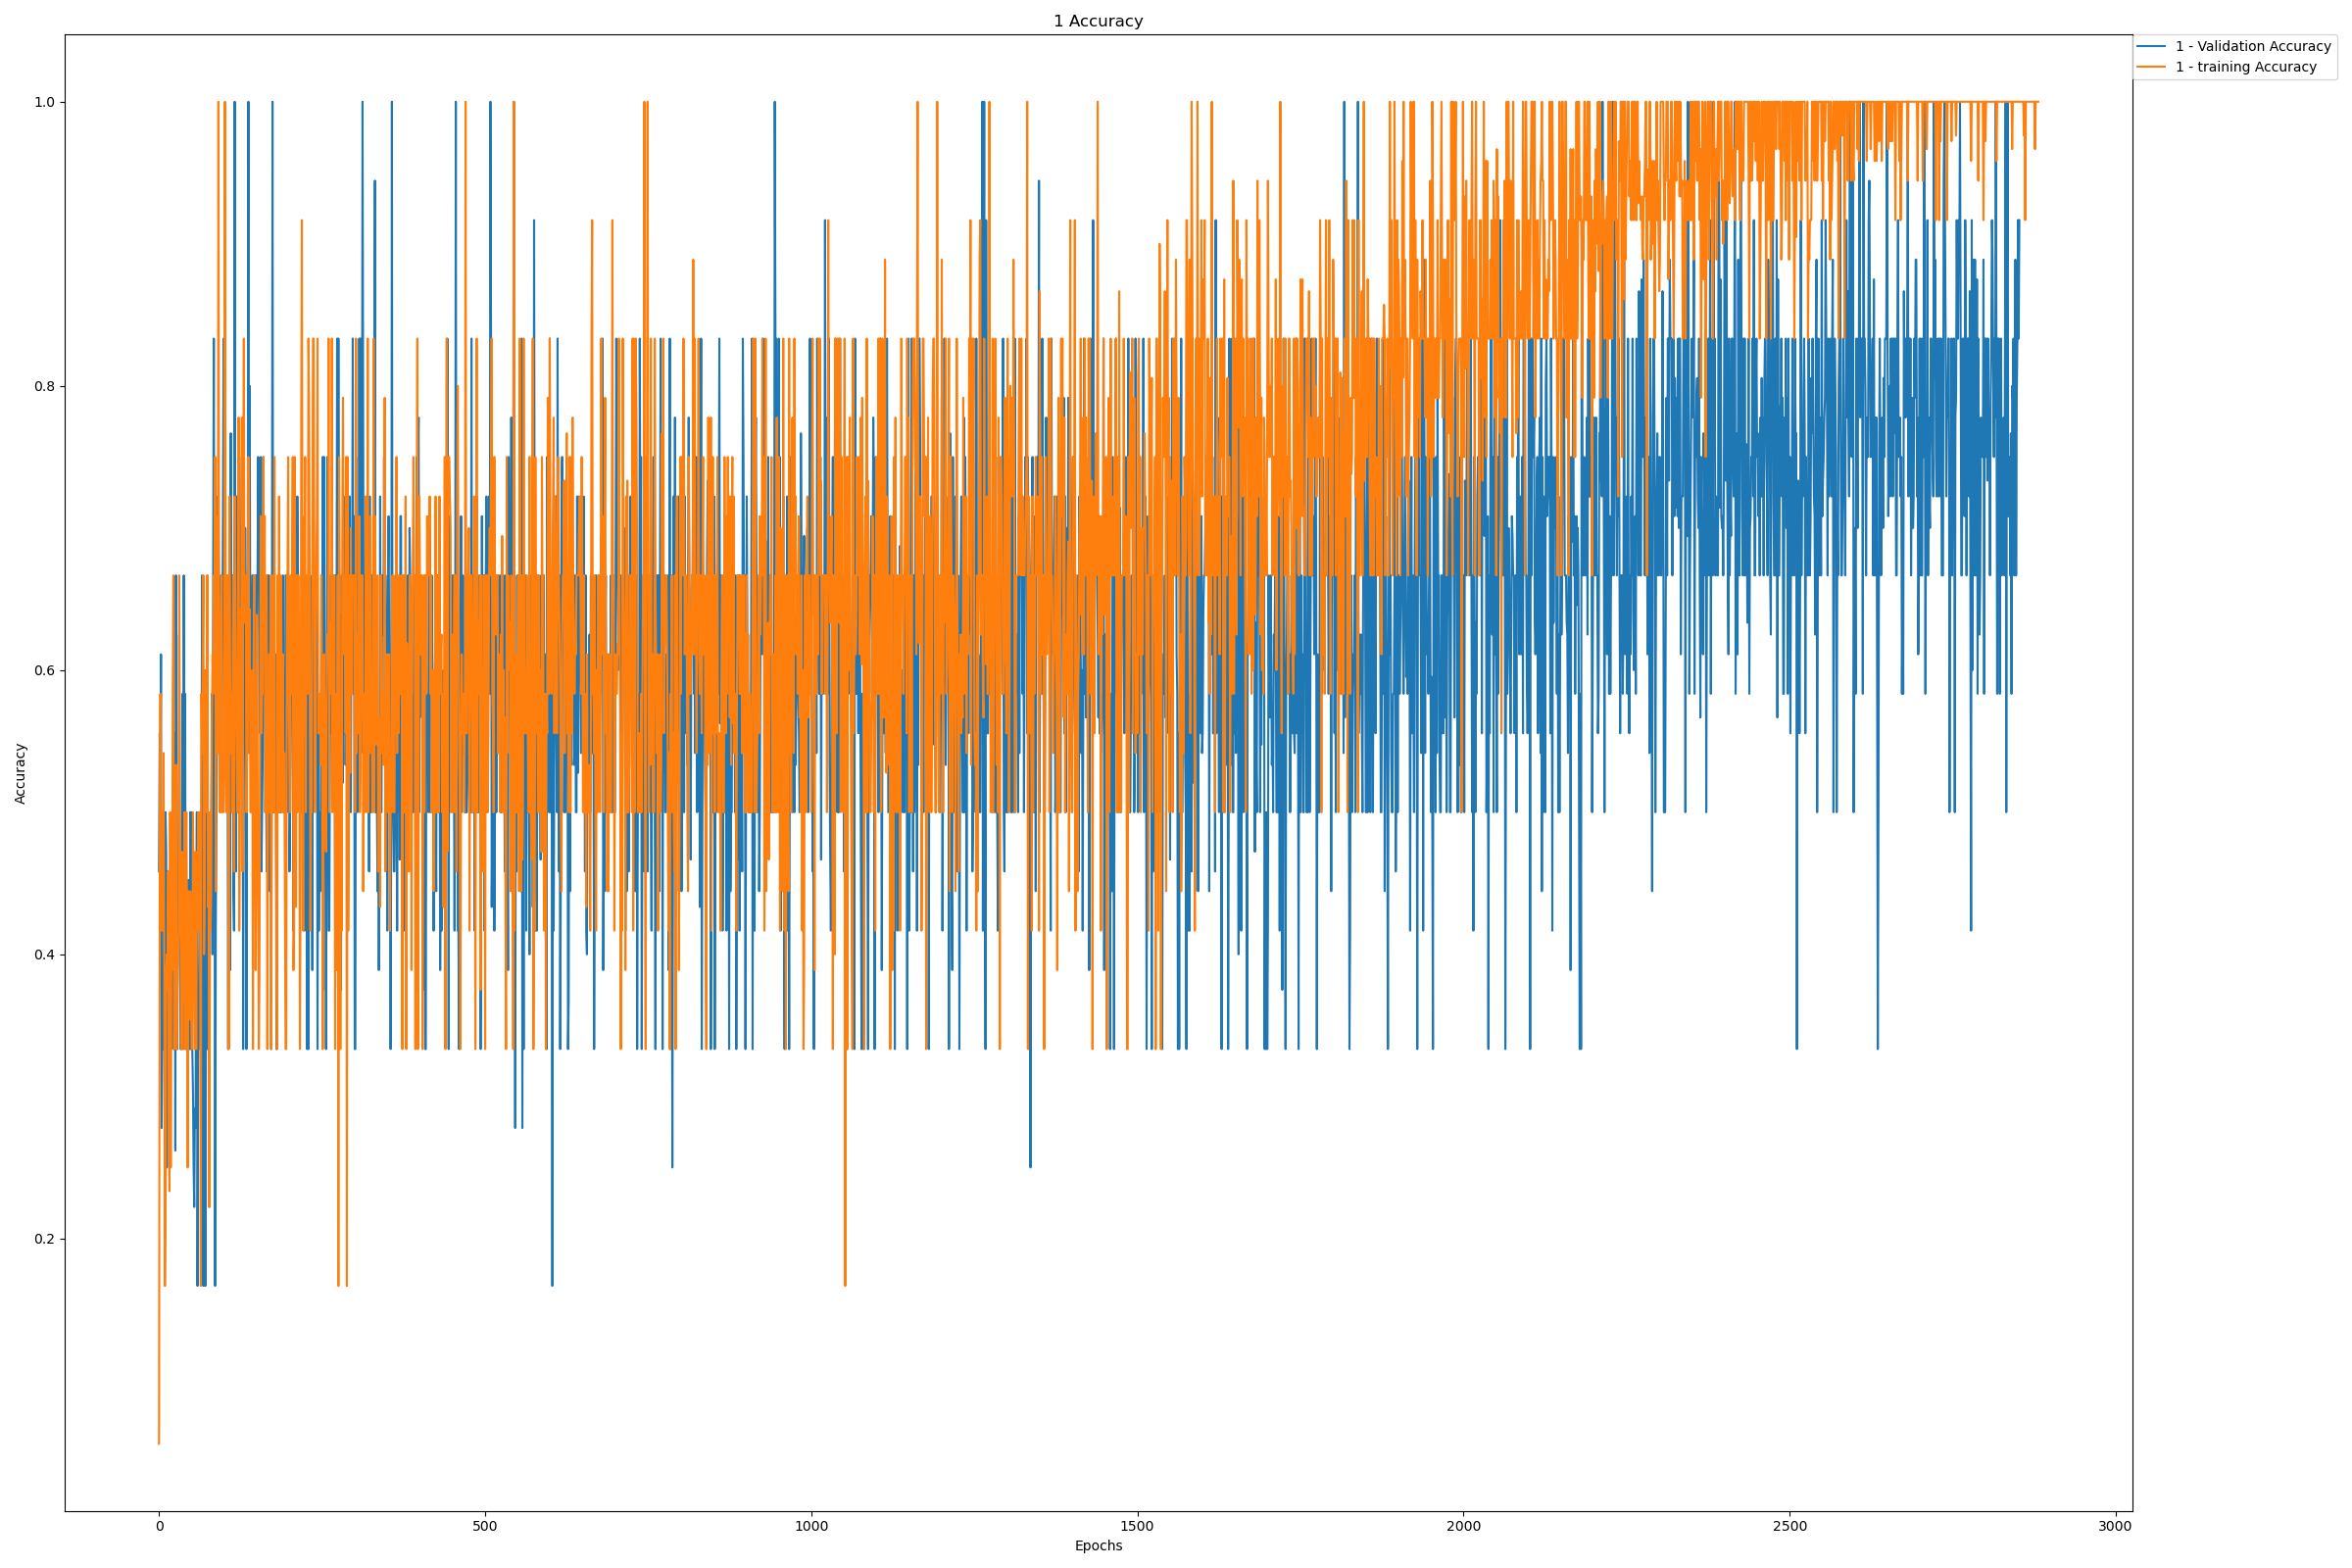 1 Accuracy
1 - Validation Accuracy
1 - training Accuracy
1.0
0.8
0.6
0.4
0.2
Accuracy
0 500 1000 1500 2000 2500 3000
Epochs